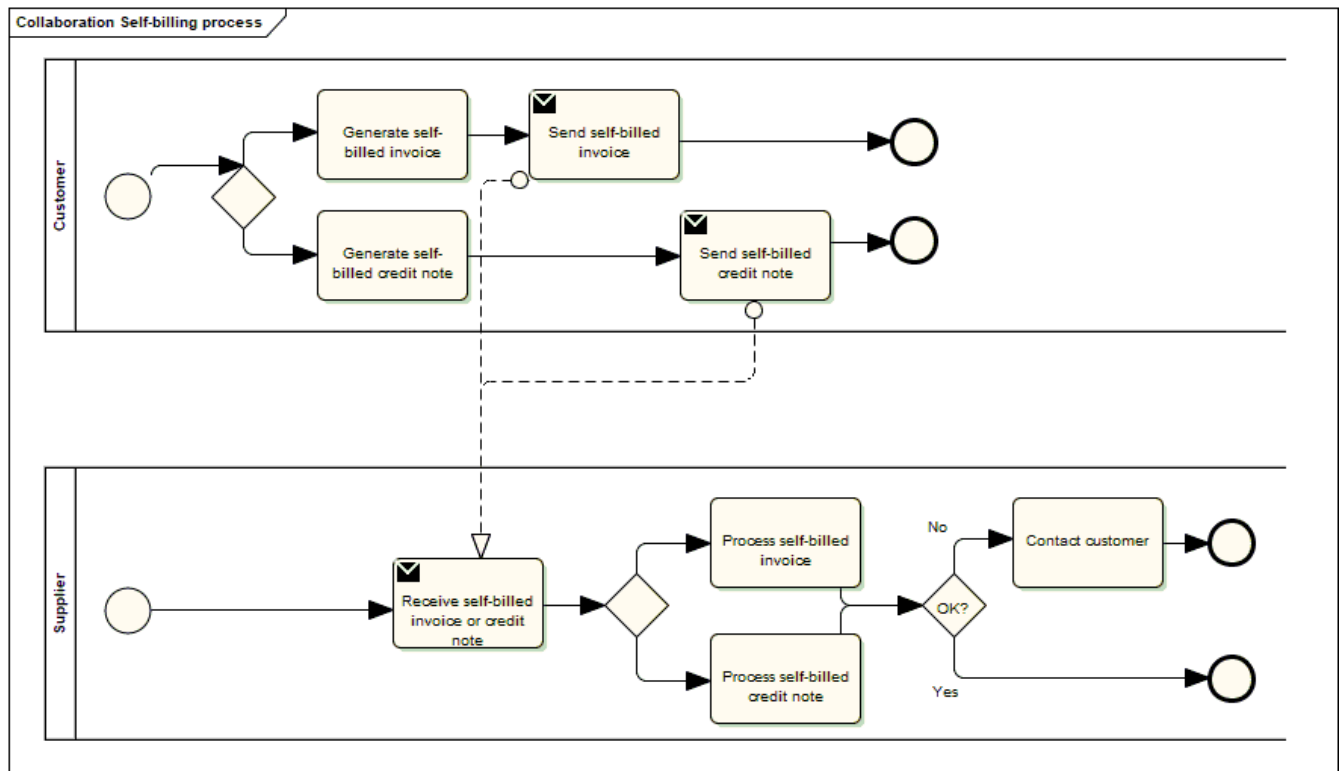 Collaboration Self-billing process
Customer
Generate self-
billed invoice
Send self-billed
invoice
Generate self-
billed credit note
Send self-billed
credit note
Supplier
Receive self-billed
invoice or credit
note
Process self-billed
invoice
Process self-billed
credit note
OK?
No
Contact customer
Yes